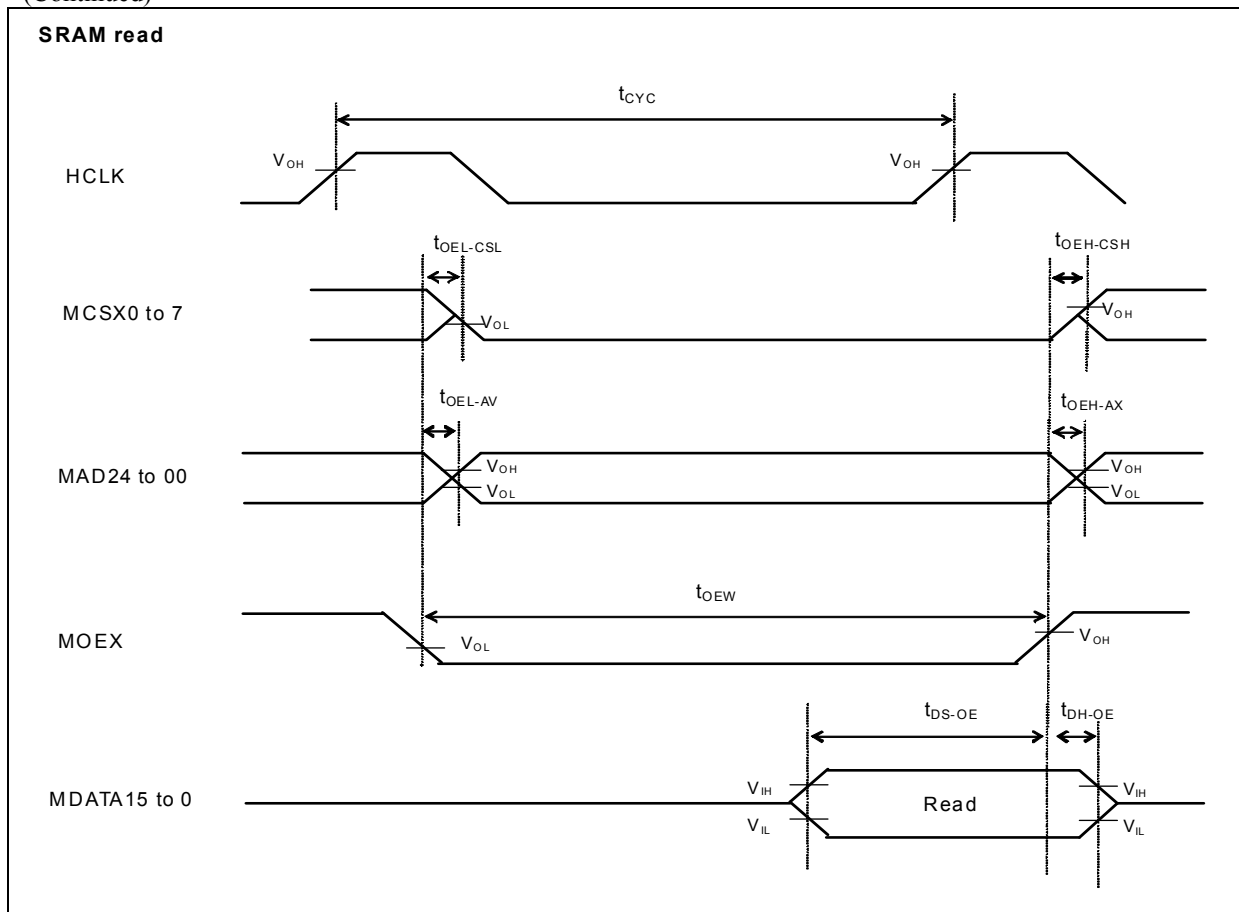 (Continued)
SRAM read
tCYC
VOH
VOH
HCLK
tOEL-CSL
tOEH-CSH
MCSX0 to 7
VOL
VOH
tOEL-AV
tOEH-AX
MAD24 to 00
VOH
VOL
VOH
VOL
tOEW
MOEX
VOL
VOH
tDS-OE
tDH-OE
MDATA15 to 0
VIH
VIL
Read
VIH
VIL